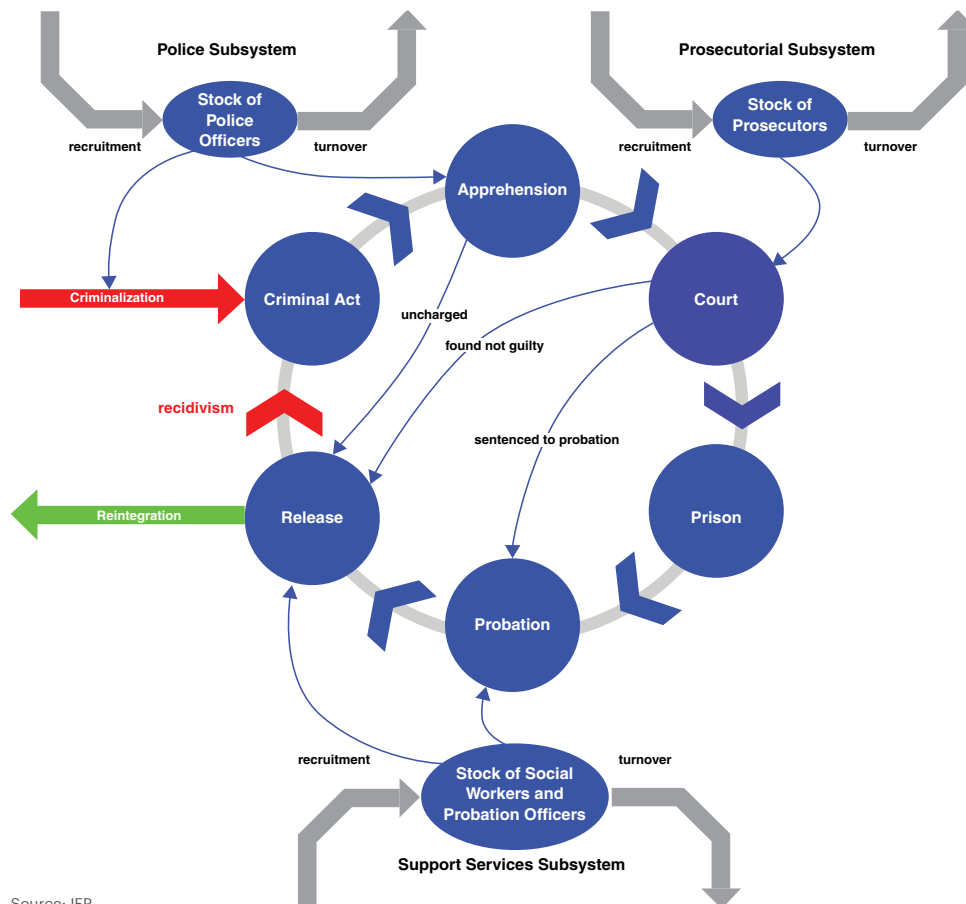 Police Subsystem
Prosecutorial Subsystem
Stock of
Police
Officers
Stock of
Prosecutors
recruitment
turnover
recruitment
turnover
Apprehension
Criminalization
Criminal Act
Court
uncharged
found not guilty
recidivism
sentenced to probation
Reintegration
Release
Prison
Probation
recruitment
turnover
Stock of Social
Workers and
Probation Officers
Support Services Subsystem
Source: IEP